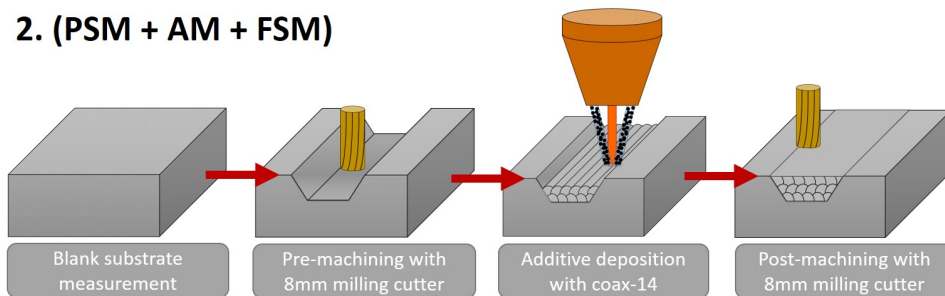 2. (PSM + AM + FSM)
Blank substrate
measurement
Pre-machining with
8mm milling cutter
Additive deposition
with coax-14
Post-machining with
8mm milling cutter